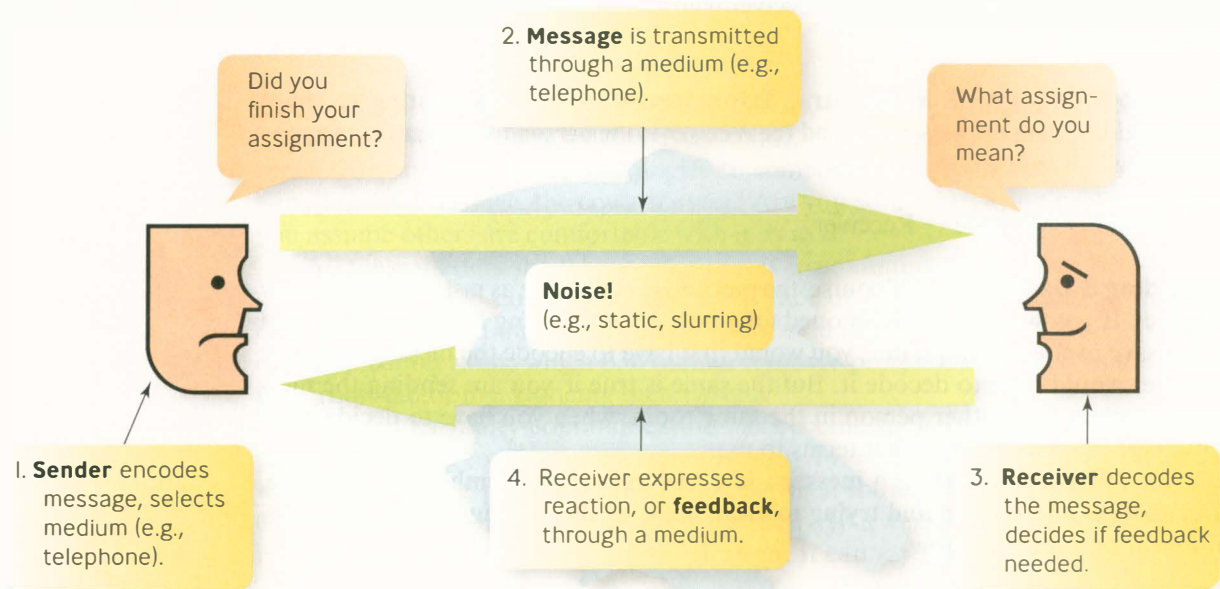 2. Message is transmitted
through a medium (e.g.,
telephone).
Did you
finish your
assignment?
What assign-
ment do you
mean?
Noise!
(e.g., static, slurring)
1. Sender encodes
message, selects
medium (e.g.,
telephone).
4. Receiver expresses
reaction, or feedback,
through a medium.
3. Receiver decodes
the message,
decides if feedback
needed.